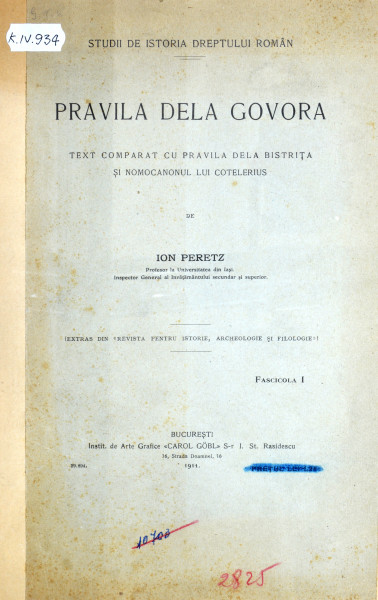 K.IV.934
STUDII DE ISTORIA DREPTULUI ROMÂN
PRAVILA DELA GOVORA
TEXT COMPARAT CU PRAVILA DELA BISTRIȚA
ȘI NOMOCANONUL LUI COTELERIUS
DE
ION PERETZ
Profesor la Universitatea din Iași
Inspector General al învățământului secundar și superior.
(EXTRAS DIN «REVISTA PENTRU ISTORIE, ARCHEOLOGIE ȘI FILOLOGIE»)
FASCICOLA I
BUCUREȘTI
Instit. de Arte Grafice «CAROL GÖBL» S-r I. St. Rasidescu
16, Strada Doamnei, 16
1911.
PREȚUL LEI
10700
2825